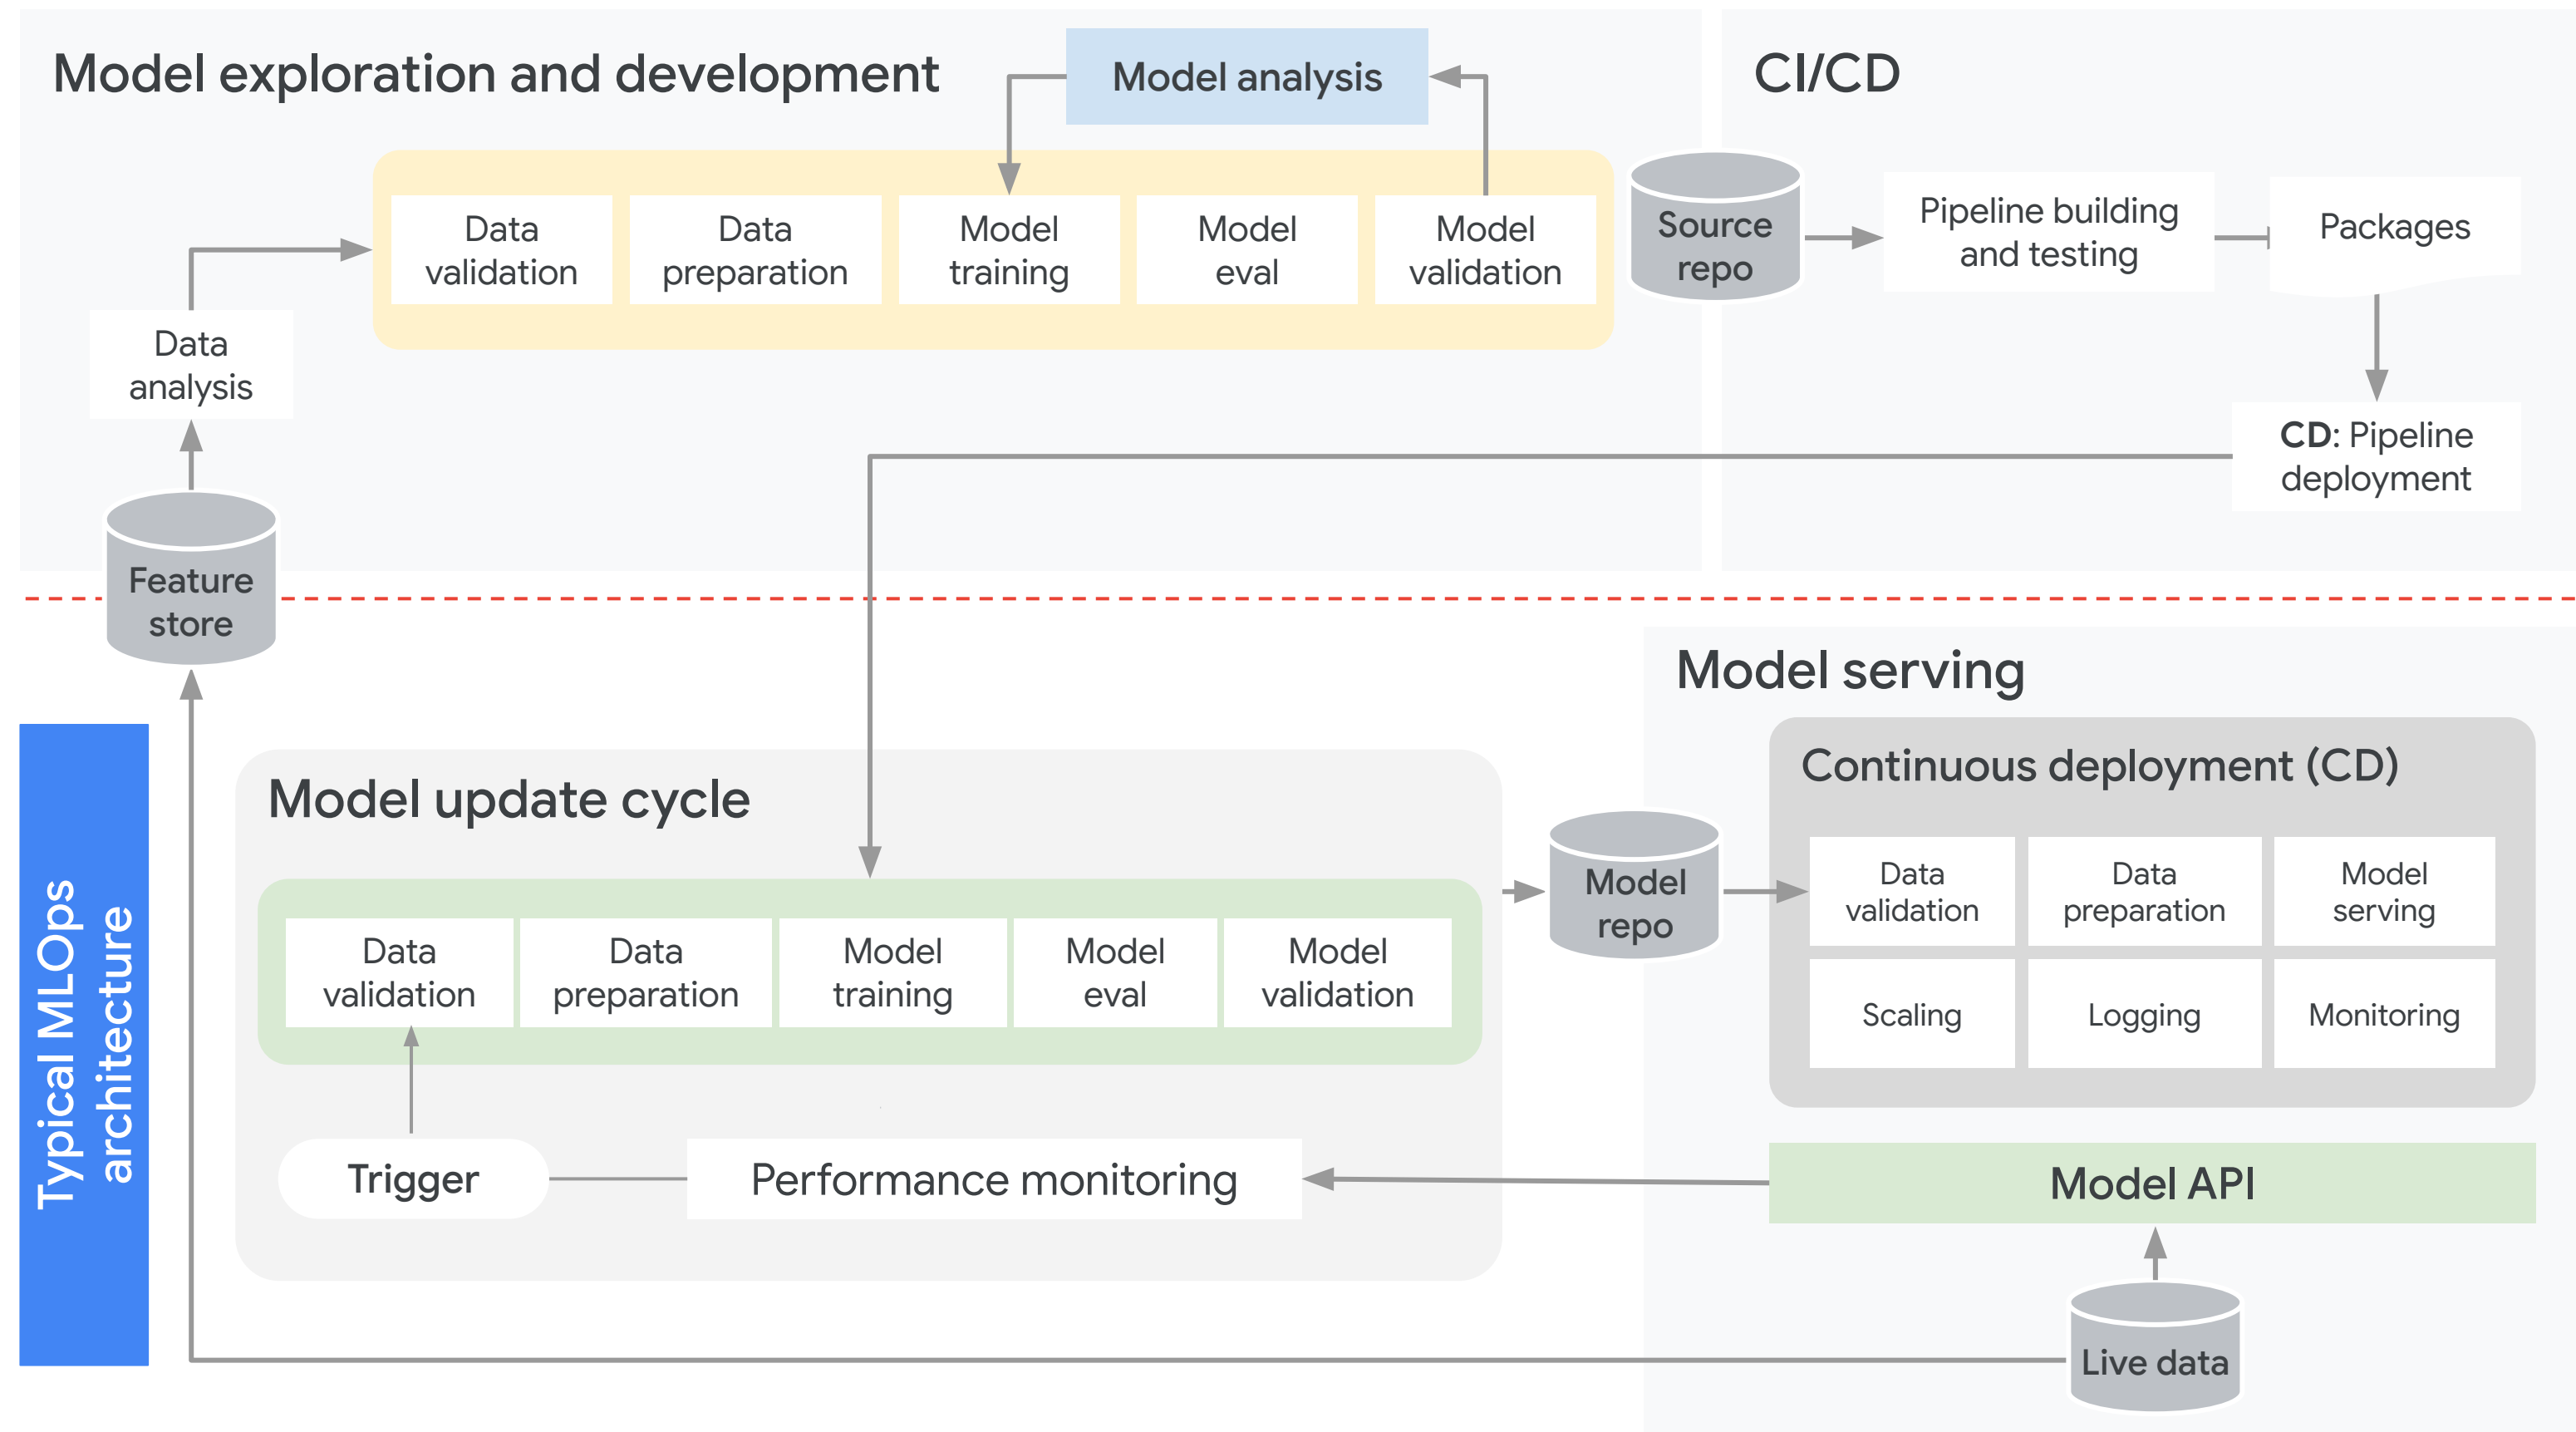 Model exploration and development
Model analysis
CI/CD
Data
validation
Data
preparation
Model
training
Model
eval
Model
validation
Source
repo
Pipeline building
and testing
Packages
Data
analysis
CD: Pipeline
deployment
Feature
store
Model serving
Continuous deployment (CD)
Model update cycle
Data
validation
Data
preparation
Model
training
Model
eval
Model
validation
Model
repo
Data
validation
Data
preparation
Model
serving
Scaling
Logging
Monitoring
Typical MLOps
architecture
Trigger
Performance monitoring
Model API
Live data